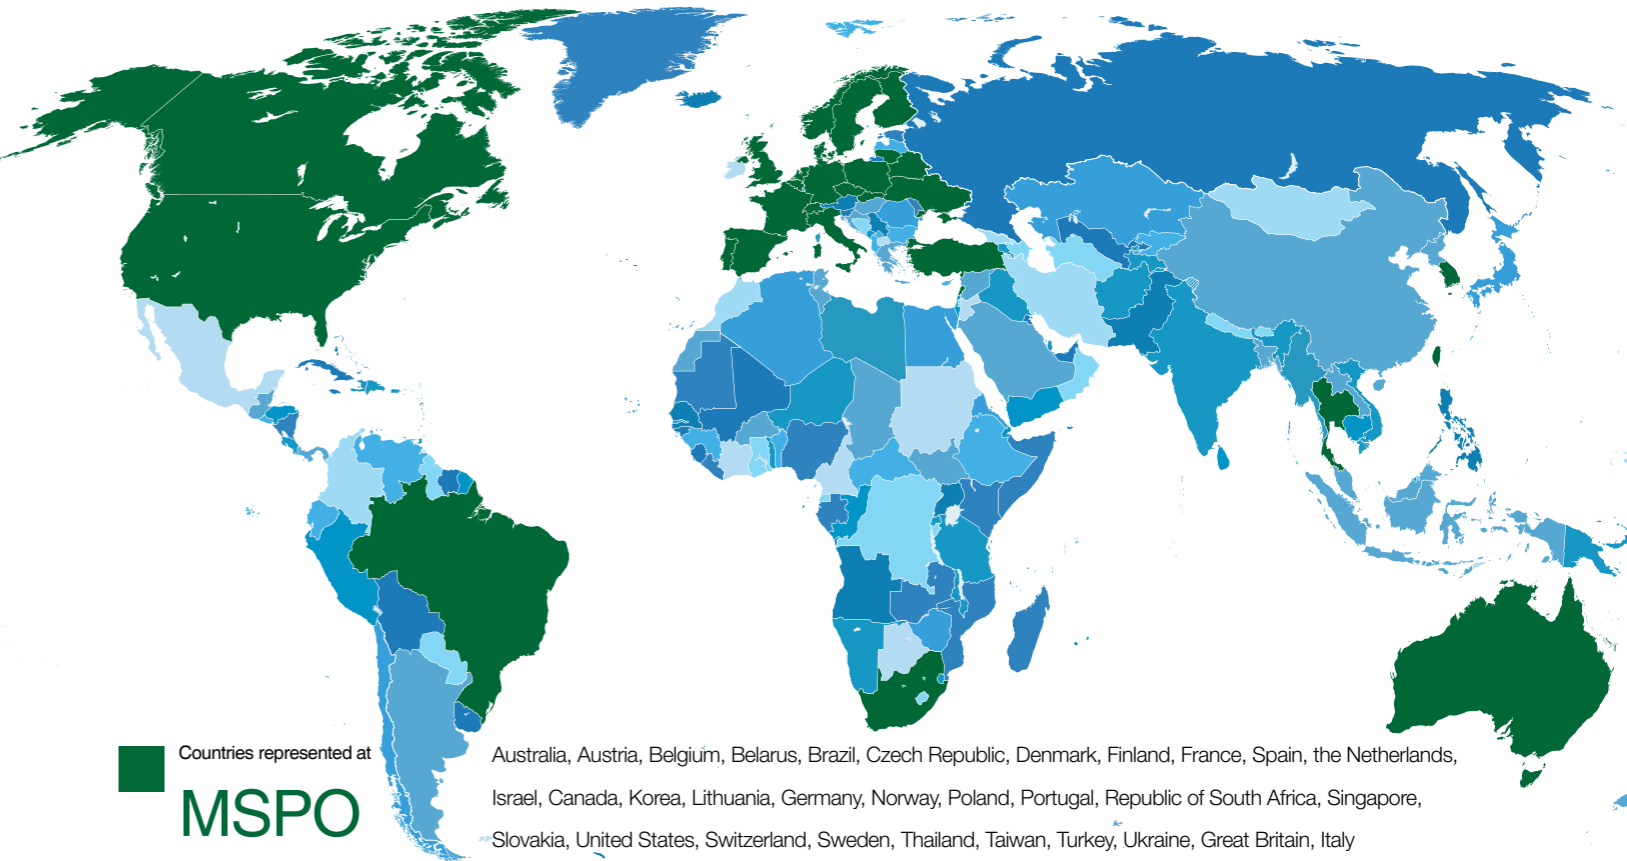 Countries represented at
MSPO
Australia, Austria, Belgium, Belarus, Brazil, Czech Republic, Denmark, Finland, France, Spain, the Netherlands,
Israel, Canada, Korea, Lithuania, Germany, Norway, Poland, Portugal, Republic of South Africa, Singapore,
Slovakia, United States, Switzerland, Sweden, Thailand, Taiwan, Turkey, Ukraine, Great Britain, Italy